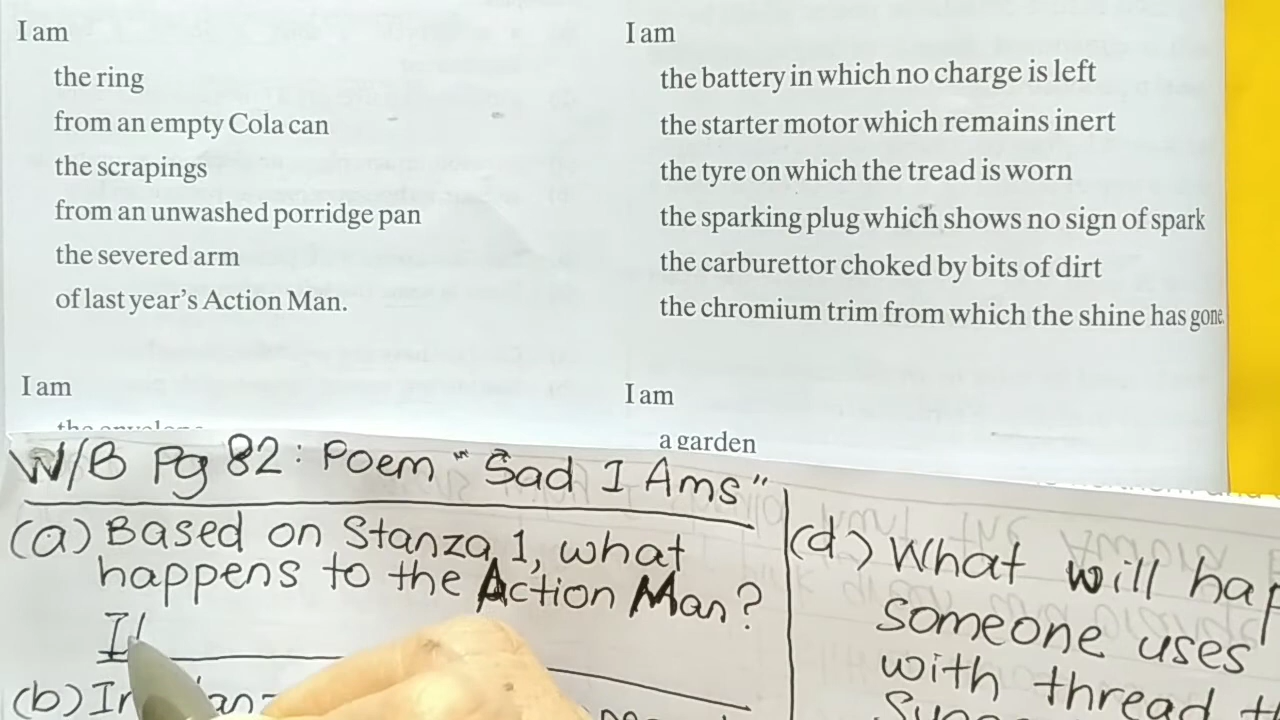 I am
the ring
from an empty Cola can
the scrapings
from an unwashed porridge pan
the severed arm
of last year's Action Man.
I am
I am
the battery in which no charge is left
the starter motor which remains inert
the tyre on which the tread is worn
the sparking plug which shows no sign of spark
the carburettor choked by bits of dirt
the chromium trim from which the shine has gone.
I am
a garden
W/B Pg 82: Poem "Sad I Ams"
(a) Based on Stanza 1, what
happens to the Action Man?
(b)
(d) What will
someone uses
with thread